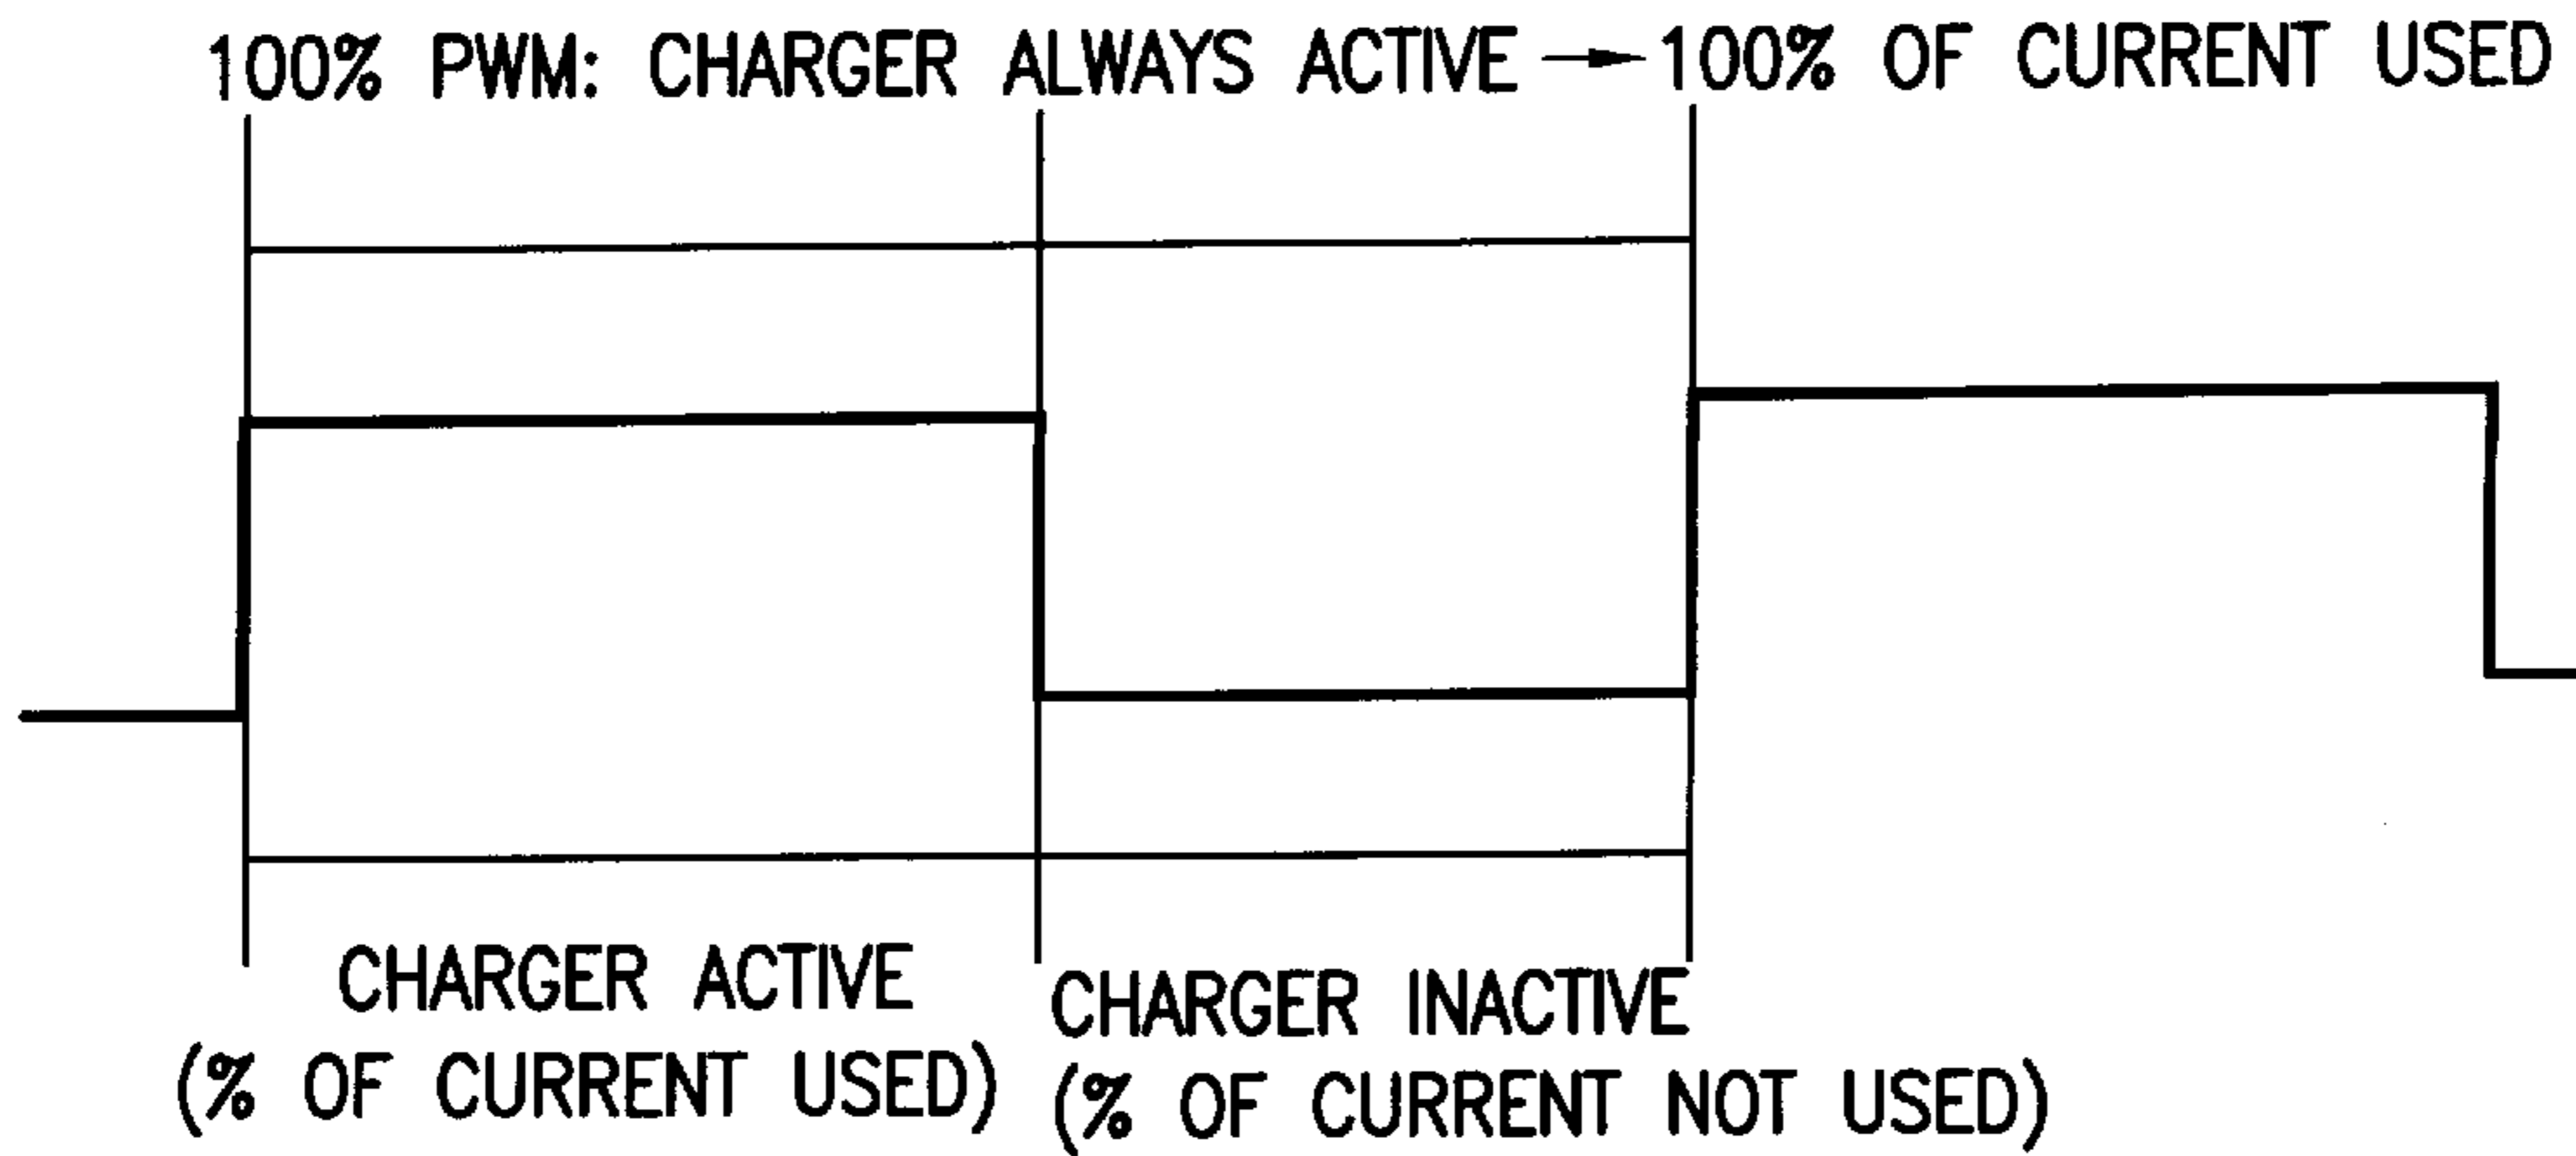 100% PWM: CHARGER ALWAYS ACTIVE → 100% OF CURRENT USED
CHARGER ACTIVE
(% OF CURRENT USED)
CHARGER INACTIVE
(% OF CURRENT NOT USED)